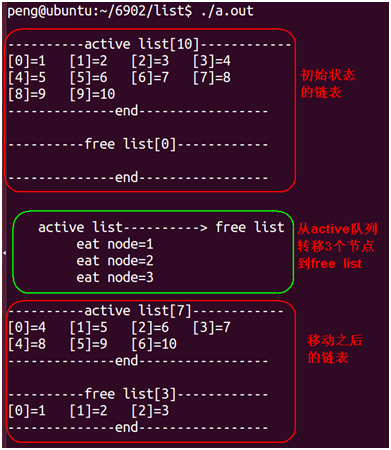 peng@ubuntu:~/6902/list$ ./a.out
-----------active list[10]-------------
[0]=1 [1]=2 [2]=3 [3]=4
[4]=5 [5]=6 [6]=7 [7]=8
[8]=9 [9]=10
--------------end-----------------
初始状态
的链表
-----------free list[0]-------------
--------------end-----------------
active list----------> free list
eat node=1
eat node=2
eat node=3
从active队列
转移3个节点
到free list
-----------active list[7]-------------
[0]=4 [1]=5 [2]=6 [3]=7
[4]=8 [5]=9 [6]=10
--------------end-----------------
移动之后
的链表
-----------free list[3]-------------
[0]=1 [1]=2 [2]=3
--------------end-----------------